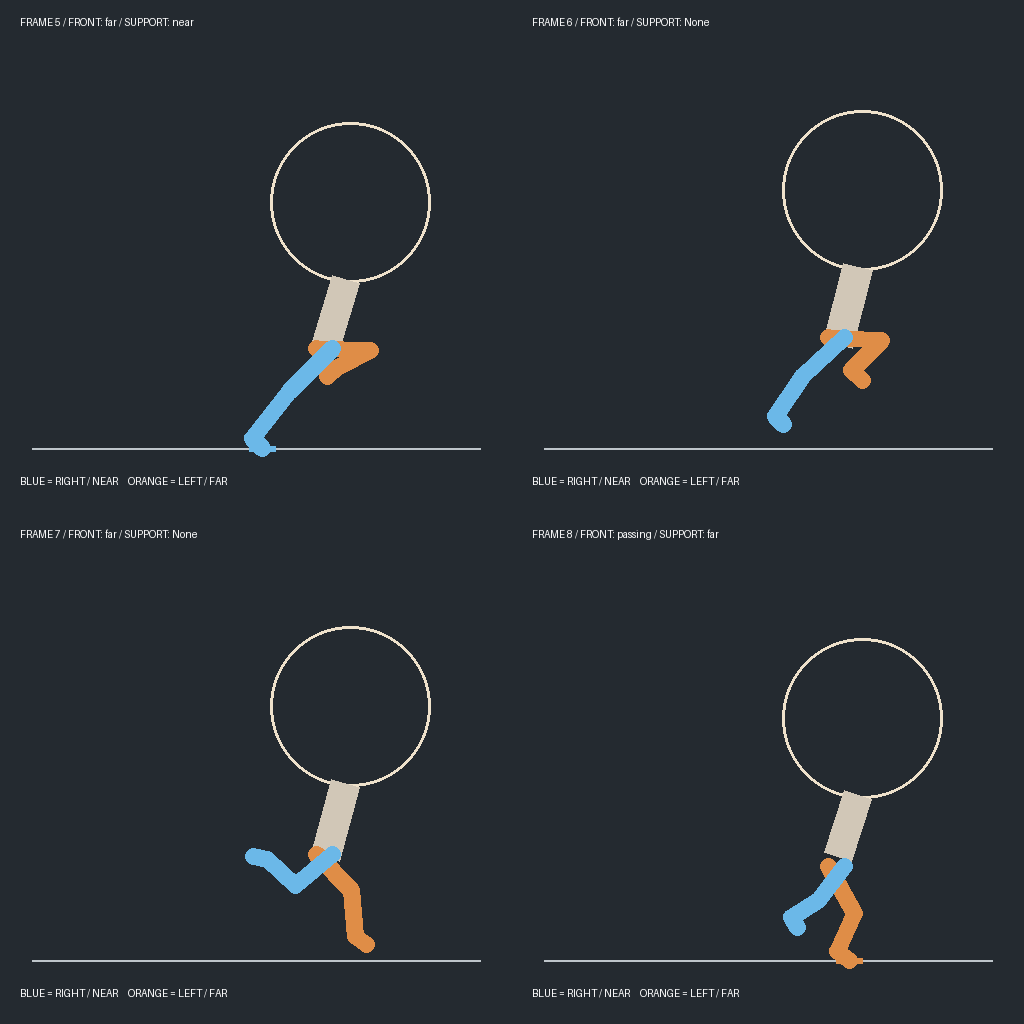 FRAME 5 / FRONT: far / SUPPORT: near
FRAME 6 / FRONT: far / SUPPORT: None
BLUE = RIGHT / NEAR    ORANGE = LEFT / FAR
BLUE = RIGHT / NEAR    ORANGE = LEFT / FAR
FRAME 7 / FRONT: far / SUPPORT: None
FRAME 8 / FRONT: passing / SUPPORT: far
BLUE = RIGHT / NEAR    ORANGE = LEFT / FAR
BLUE = RIGHT / NEAR    ORANGE = LEFT / FAR